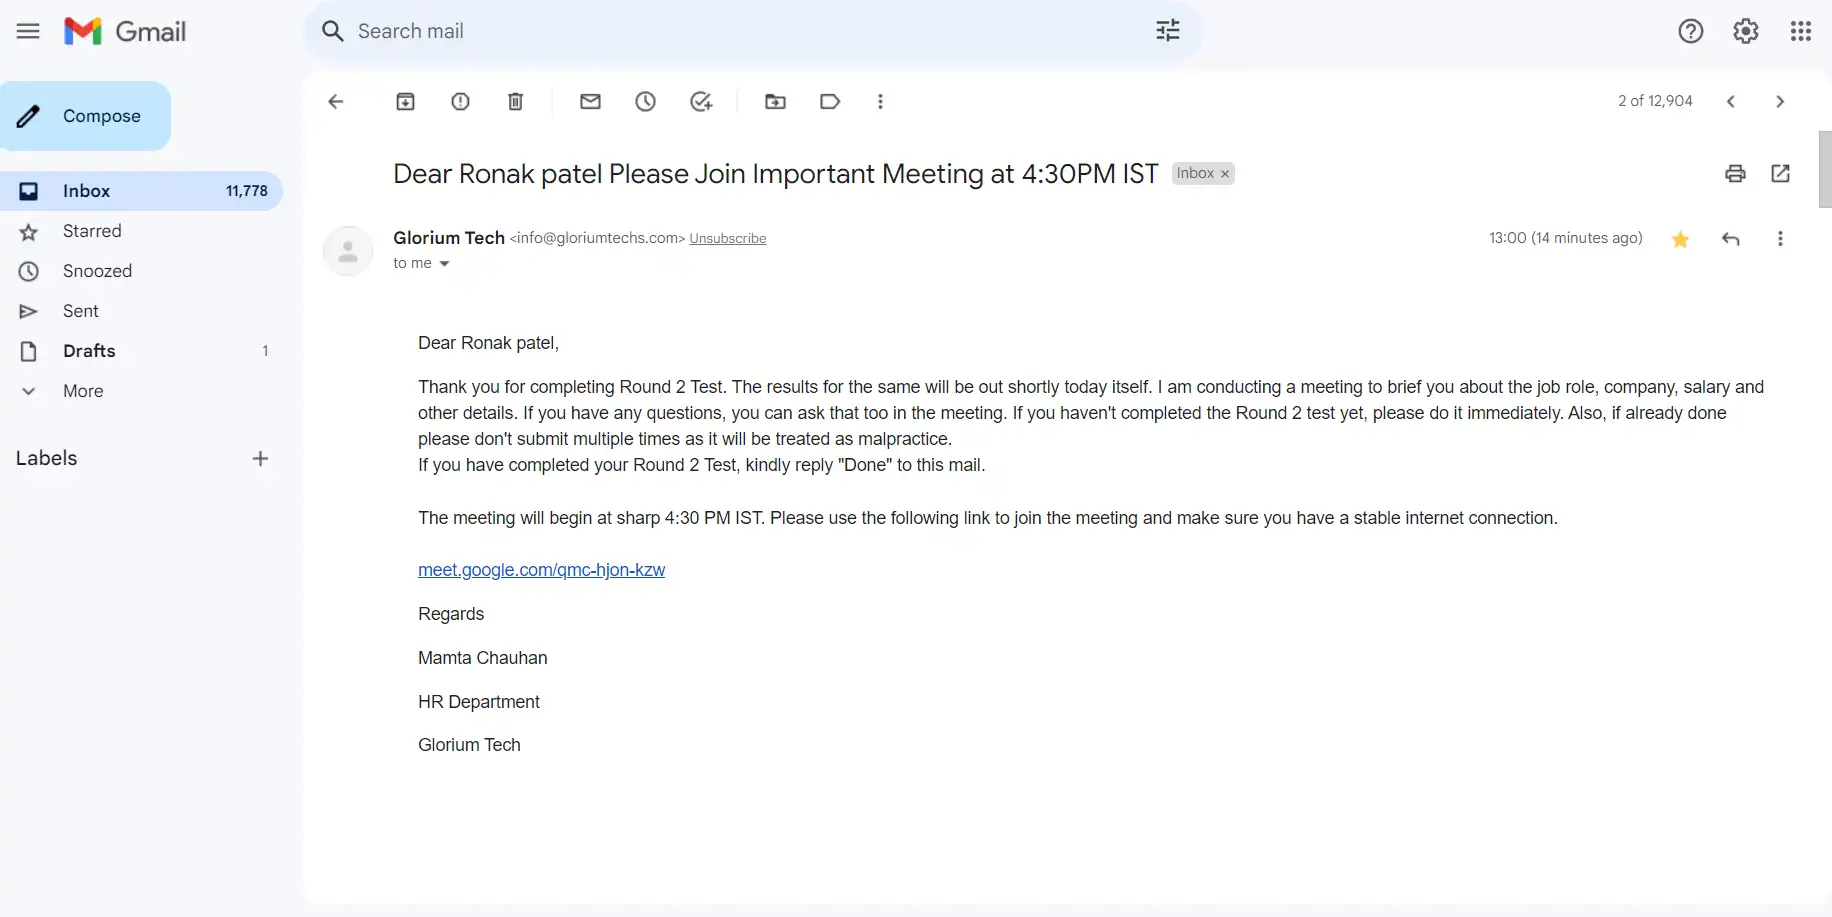 Gmail
Search mail
Compose
2 of 12,904
Inbox 11,778
Starred
Snoozed
Sent
Drafts 1
More
Labels
Dear Ronak patel Please Join Important Meeting at 4:30PM IST Inbox ×
Glorium Tech <info@gloriumtechs.com> Unsubscribe 13:00 (14 minutes ago)
to me
Dear Ronak patel,
Thank you for completing Round 2 Test. The results for the same will be out shortly today itself. I am conducting a meeting to brief you about the job role, company, salary and
other details. If you have any questions, you can ask that too in the meeting. If you haven't completed the Round 2 test yet, please do it immediately. Also, if already done
please don't submit multiple times as it will be treated as malpractice.
If you have completed your Round 2 Test, kindly reply "Done" to this mail.
The meeting will begin at sharp 4:30 PM IST. Please use the following link to join the meeting and make sure you have a stable internet connection.
meet.google.com/qmc-hjon-kzw
Regards
Mamta Chauhan
HR Department
Glorium Tech